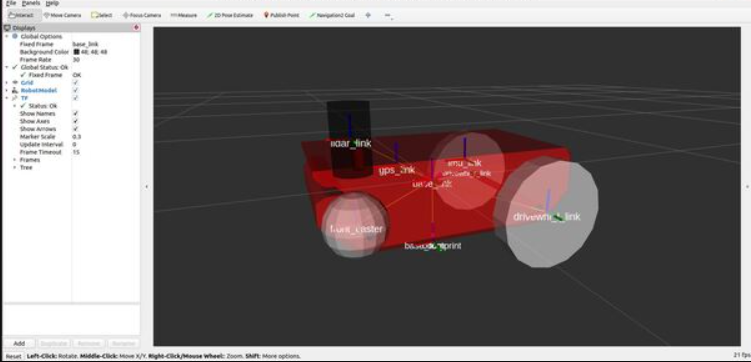 File Panels Help
Interact Move Camera Select Focus Camera Measure 2D Pose Estimate Publish Point Navigation2 Goal
Displays
Global Options
Fixed Frame base_link
Background Color 48; 48; 48
Frame Rate 30
Global Status: Ok
Fixed Frame OK
Grid
RobotModel
TF
Status: Ok
Show Names
Show Axes
Show Arrows
Marker Scale 0.3
Update Interval 0
Frame Timeout 15
Frames
Tree
lidar_link
gps_link
imu_link
front_caster
Add Duplicate Remove Rename
Reset Left-Click: Rotate. Middle-Click: Move X/Y. Right-Click/Mouse Wheel: Zoom. Shift: More options. 21 fps